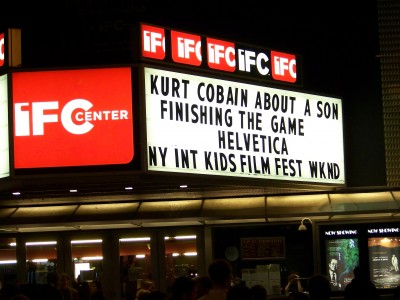 iFC iFC iFC iFC iFC
iFC CENTER
KURT COBAIN ABOUT A SON
FINISHING THE GAME
HELVETICA
NY INT KIDS FILM FEST WKND
NOW SHOWING NOW SHOWING